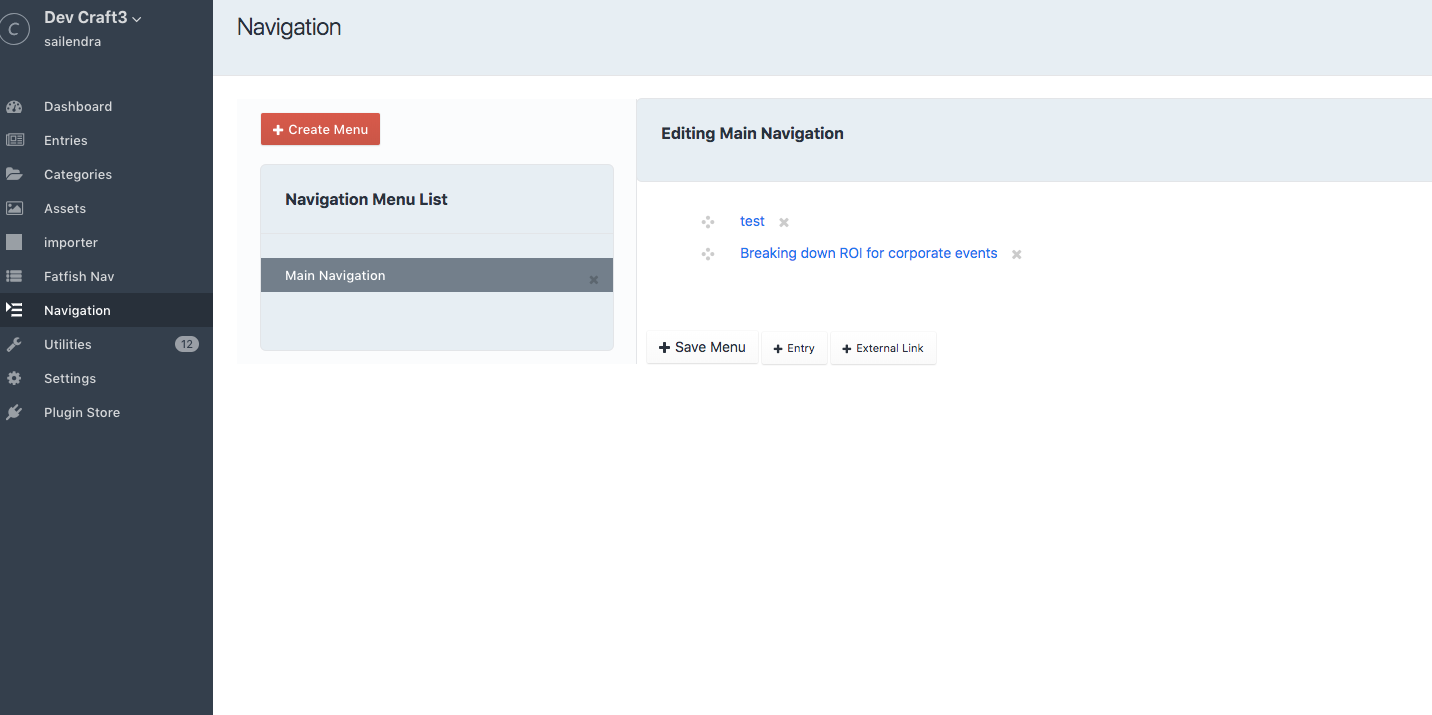 C
Dev Craft3
sailendra
Dashboard
Entries
Categories
Assets
importer
Fatfish Nav
Navigation
Utilities 12
Settings
Plugin Store
Navigation
Create Menu
Navigation Menu List
Main Navigation
Editing Main Navigation
test
Breaking down ROI for corporate events
Save Menu
Entry
External Link